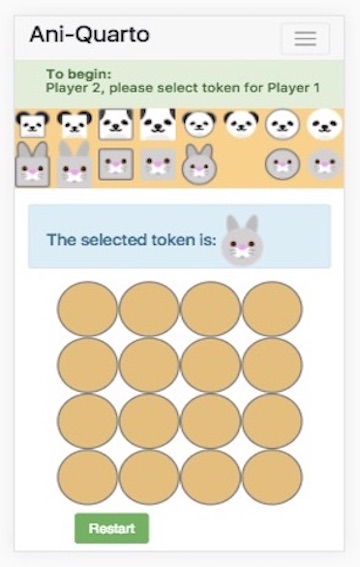 Ani-Quarto
To begin:
Player 2, please select token for Player 1
The selected token is:
Restart